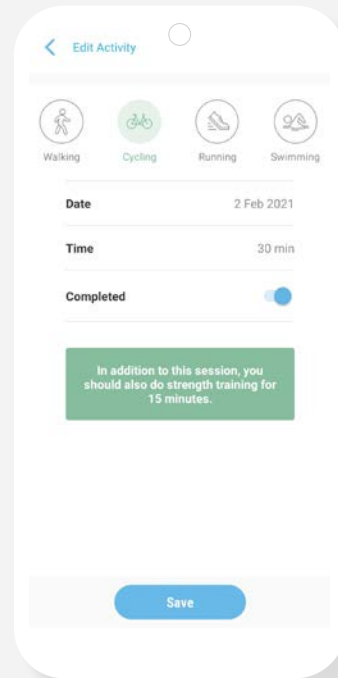 Edit Activity
Walking Cycling Running Swimming
Date 2 Feb 2021
Time 30 min
Completed
In addition to this session, you
should also do strength training for
15 minutes.
Save